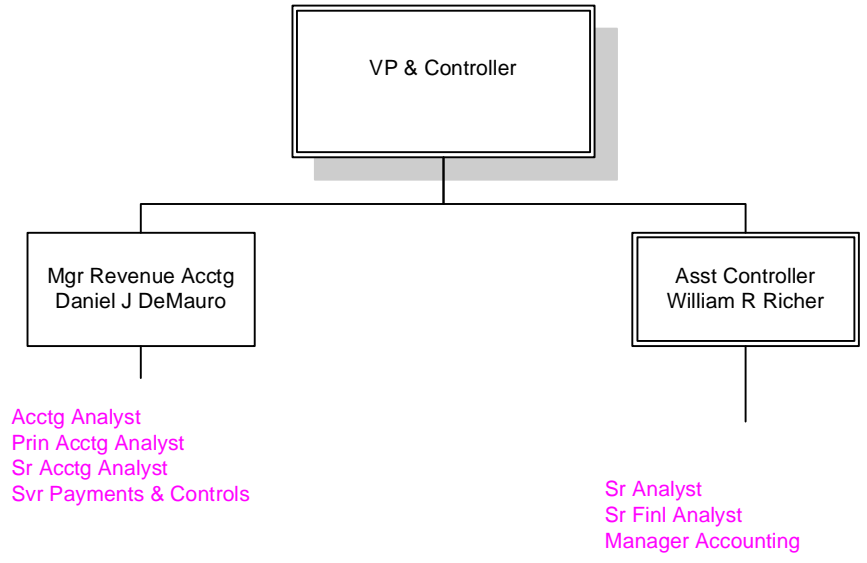 VP & Controller
Mgr Revenue Acctg
Daniel J DeMauro
Asst Controller
William R Richer
Acctg Analyst
Prin Acctg Analyst
Sr Acctg Analyst
Svr Payments & Controls
Sr Analyst
Sr Finl Analyst
Manager Accounting